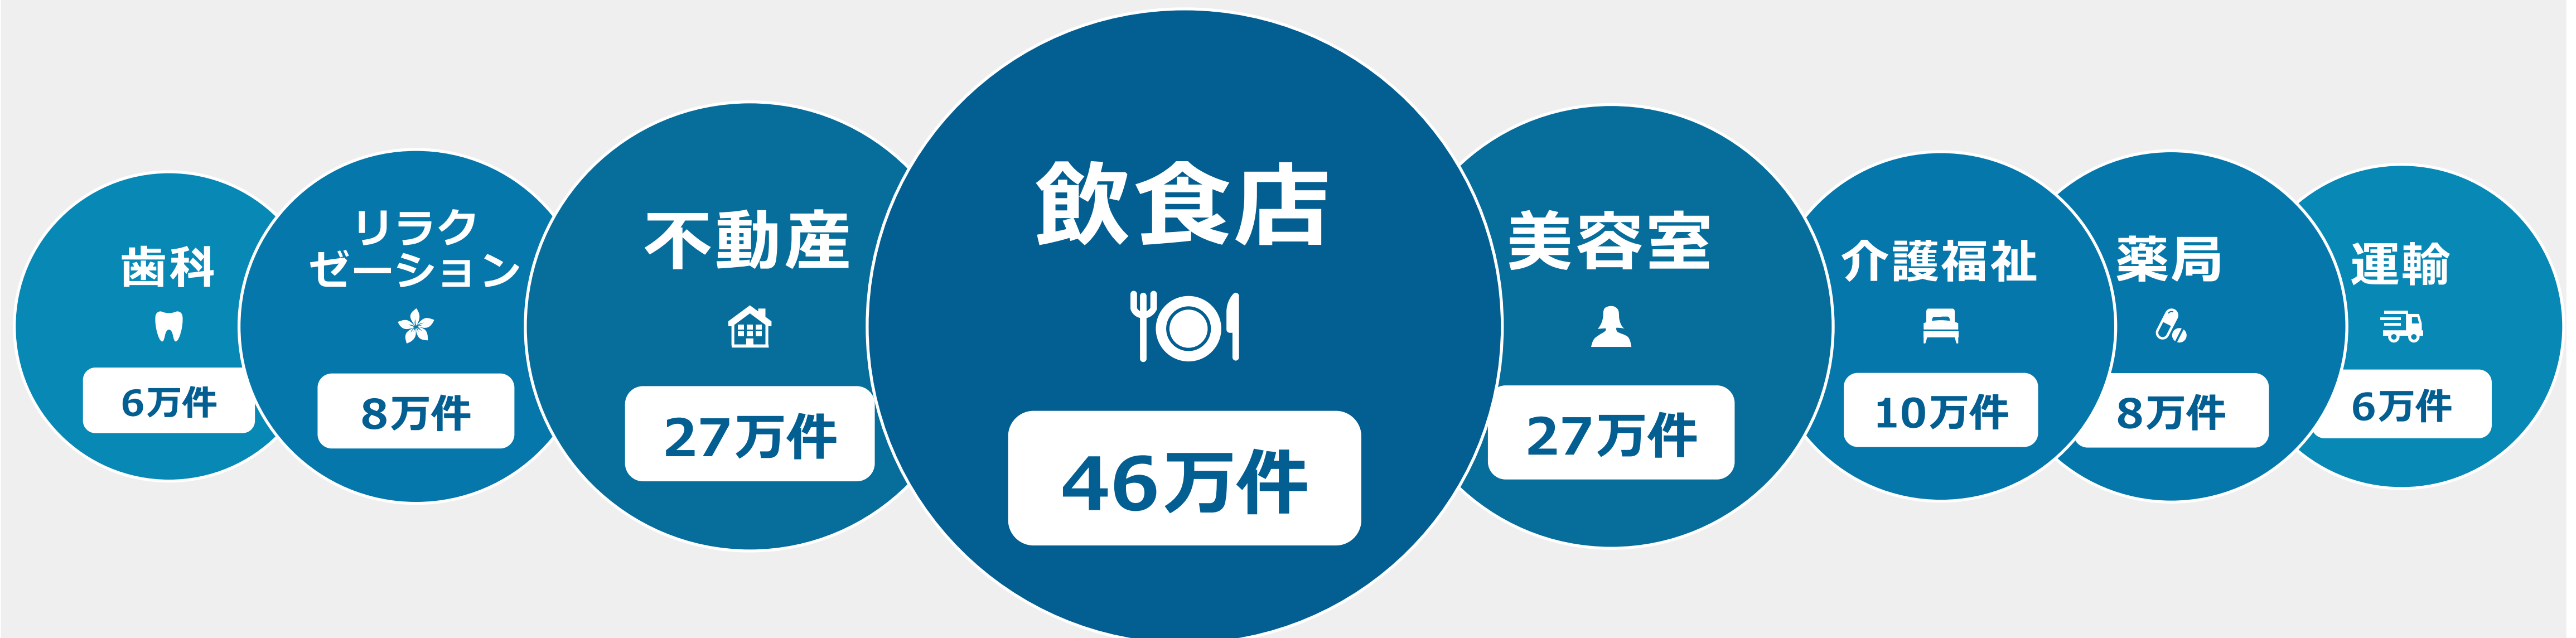 歯科
6万件
リラク
ゼーション
8万件
不動産
27万件
飲食店
46万件
美容室
27万件
介護福祉
10万件
薬局
8万件
運輸
6万件